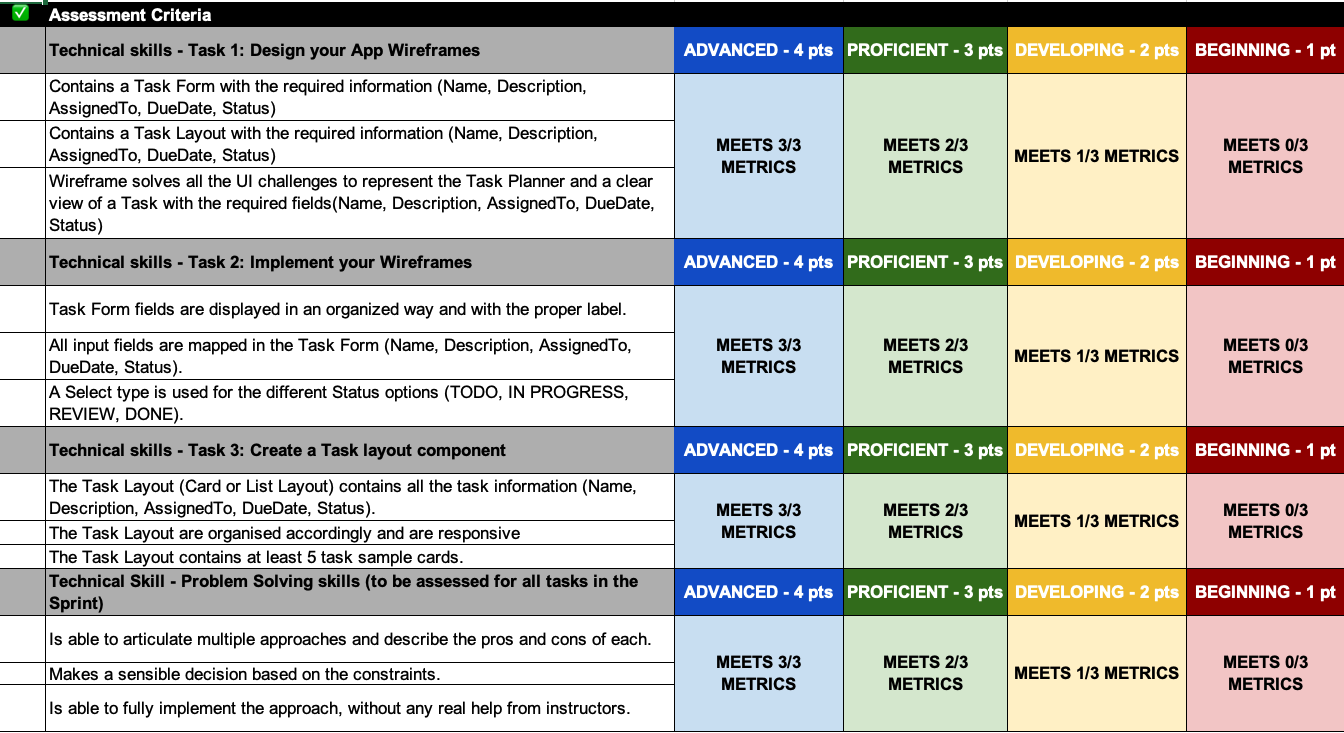 ✅ Assessment Criteria
Technical skills - Task 1: Design your App Wireframes
ADVANCED - 4 pts
PROFICIENT - 3 pts
DEVELOPING - 2 pts
BEGINNING - 1 pt
Contains a Task Form with the required information (Name, Description,
AssignedTo, DueDate, Status)
Contains a Task Layout with the required information (Name, Description,
AssignedTo, DueDate, Status)
Wireframe solves all the UI challenges to represent the Task Planner and a clear
view of a Task with the required fields(Name, Description, AssignedTo, DueDate,
Status)
MEETS 3/3
METRICS
MEETS 2/3
METRICS
MEETS 1/3 METRICS
MEETS 0/3
METRICS
Technical skills - Task 2: Implement your Wireframes
ADVANCED - 4 pts
PROFICIENT - 3 pts
DEVELOPING - 2 pts
BEGINNING - 1 pt
Task Form fields are displayed in an organized way and with the proper label.
All input fields are mapped in the Task Form (Name, Description, AssignedTo,
DueDate, Status).
A Select type is used for the different Status options (TODO, IN PROGRESS,
REVIEW, DONE).
MEETS 3/3
METRICS
MEETS 2/3
METRICS
MEETS 1/3 METRICS
MEETS 0/3
METRICS
Technical skills - Task 3: Create a Task layout component
ADVANCED - 4 pts
PROFICIENT - 3 pts
DEVELOPING - 2 pts
BEGINNING - 1 pt
The Task Layout (Card or List Layout) contains all the task information (Name,
Description, AssignedTo, DueDate, Status).
The Task Layout are organised accordingly and are responsive
The Task Layout contains at least 5 task sample cards.
MEETS 3/3
METRICS
MEETS 2/3
METRICS
MEETS 1/3 METRICS
MEETS 0/3
METRICS
Technical Skill - Problem Solving skills (to be assessed for all tasks in the
Sprint)
ADVANCED - 4 pts
PROFICIENT - 3 pts
DEVELOPING - 2 pts
BEGINNING - 1 pt
Is able to articulate multiple approaches and describe the pros and cons of each.
Makes a sensible decision based on the constraints.
Is able to fully implement the approach, without any real help from instructors.
MEETS 3/3
METRICS
MEETS 2/3
METRICS
MEETS 1/3 METRICS
MEETS 0/3
METRICS